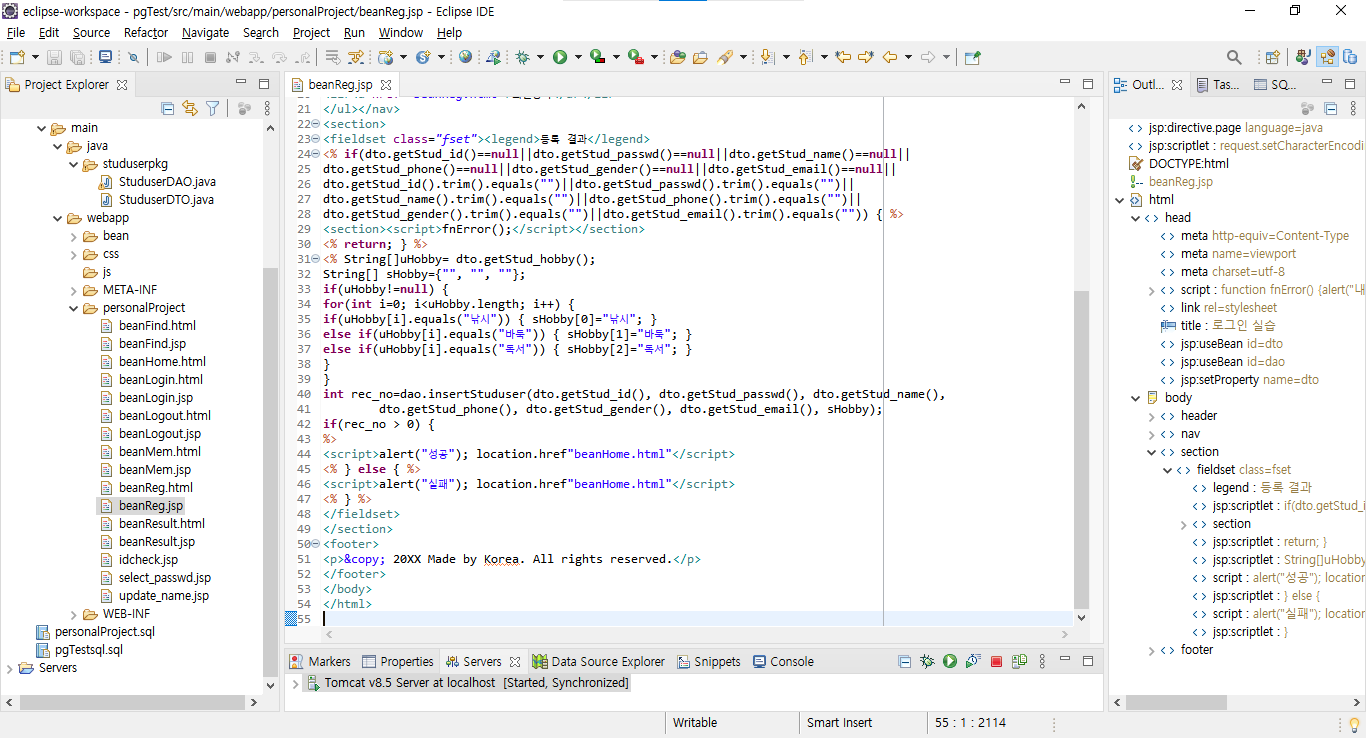 eclipse-workspace - pgTest/src/main/webapp/personalProject/beanReg.jsp - Eclipse IDE
File Edit Source Refactor Navigate Search Project Run Window Help
Project Explorer
main
java
studuserpkg
StuduserDAO.java
StuduserDTO.java
webapp
bean
css
js
META-INF
personalProject
beanFind.html
beanFind.jsp
beanHome.html
beanLogin.html
beanLogin.jsp
beanLogout.html
beanLogout.jsp
beanMem.html
beanMem.jsp
beanReg.html
beanReg.jsp
beanResult.html
beanResult.jsp
idcheck.jsp
select_passwd.jsp
update_name.jsp
WEB-INF
personalProject.sql
pgTestsql.sql
Servers
beanReg.jsp
21 </ul></nav>
22 <section>
23 <fieldset class="fset"><legend>등록 결과</legend>
24 <% if(dto.getStud_id()==null||dto.getStud_passwd()==null||dto.getStud_name()==null||
25 dto.getStud_phone()==null||dto.getStud_gender()==null||dto.getStud_email()==null||
26 dto.getStud_id().trim().equals("")||dto.getStud_passwd().trim().equals("")||
27 dto.getStud_name().trim().equals("")||dto.getStud_phone().trim().equals("")||
28 dto.getStud_gender().trim().equals("")||dto.getStud_email().trim().equals("")) { %>
29 <section><script>fnError();</script></section>
30 <% return; } %>
31 <% String[]uHobby= dto.getStud_hobby();
32 String[] sHobby={"", "", ""};
33 if(uHobby!=null) {
34 for(int i=0; i<uHobby.length; i++) {
35 if(uHobby[i].equals("낚시")) { sHobby[0]="낚시"; }
36 else if(uHobby[i].equals("바둑")) { sHobby[1]="바둑"; }
37 else if(uHobby[i].equals("독서")) { sHobby[2]="독서"; }
38 }
39 }
40 int rec_no=dao.insertStuduser(dto.getStud_id(), dto.getStud_passwd(), dto.getStud_name(),
41 dto.getStud_phone(), dto.getStud_gender(), dto.getStud_email(), sHobby);
42 if(rec_no > 0) {
43 %>
44 <script>alert("성공"); location.href"beanHome.html"</script>
45 <% } else { %>
46 <script>alert("실패"); location.href"beanHome.html"</script>
47 <% } %>
48 </fieldset>
49 </section>
50 <footer>
51 <p>&copy; 20XX Made by Korea. All rights reserved.</p>
52 </footer>
53 </body>
54 </html>
55
Markers Properties Servers Data Source Explorer Snippets Console
Tomcat v8.5 Server at localhost [Started, Synchronized]
Outl... Tas... SQ...
jsp:directive.page language=java
jsp:scriptlet : request.setCharacterEncodi
DOCTYPE:html
beanReg.jsp
html
head
meta http-equiv=Content-Type
meta name=viewport
meta charset=utf-8
script : function fnError() {alert("내
link rel=stylesheet
title : 로그인 실습
jsp:useBean id=dto
jsp:useBean id=dao
jsp:setProperty name=dto
body
header
nav
section
fieldset class=fset
legend : 등록 결과
jsp:scriptlet : if(dto.getStud_i
section
jsp:scriptlet : return; }
jsp:scriptlet : String[]uHobby
script : alert("성공"); location
jsp:scriptlet : } else {
script : alert("실패"); location
jsp:scriptlet : }
footer
Writable Smart Insert 55 : 1 : 2114